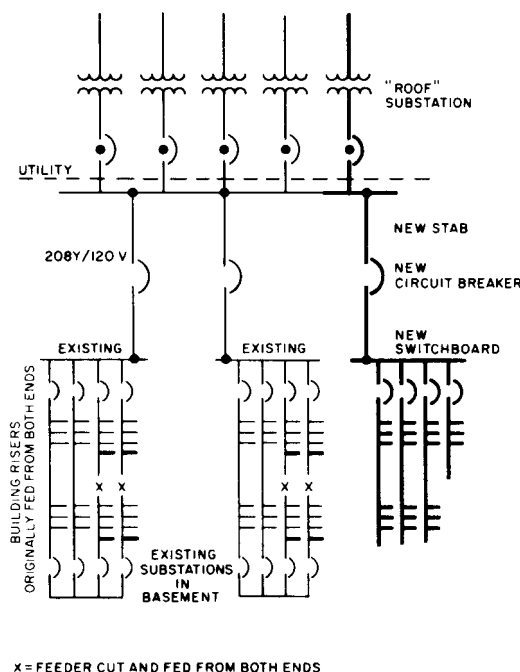 "ROOF"
SUBSTATION
UTILITY
NEW STAB
208Y/120 V
NEW
CIRCUIT BREAKER
EXISTING
EXISTING
NEW
SWITCHBOARD
BUILDING RISERS
ORIGINALLY FED FROM BOTH ENDS
X X
X X
EXISTING
SUBSTATIONS
IN
BASEMENT
X = FEEDER CUT AND FED FROM BOTH ENDS